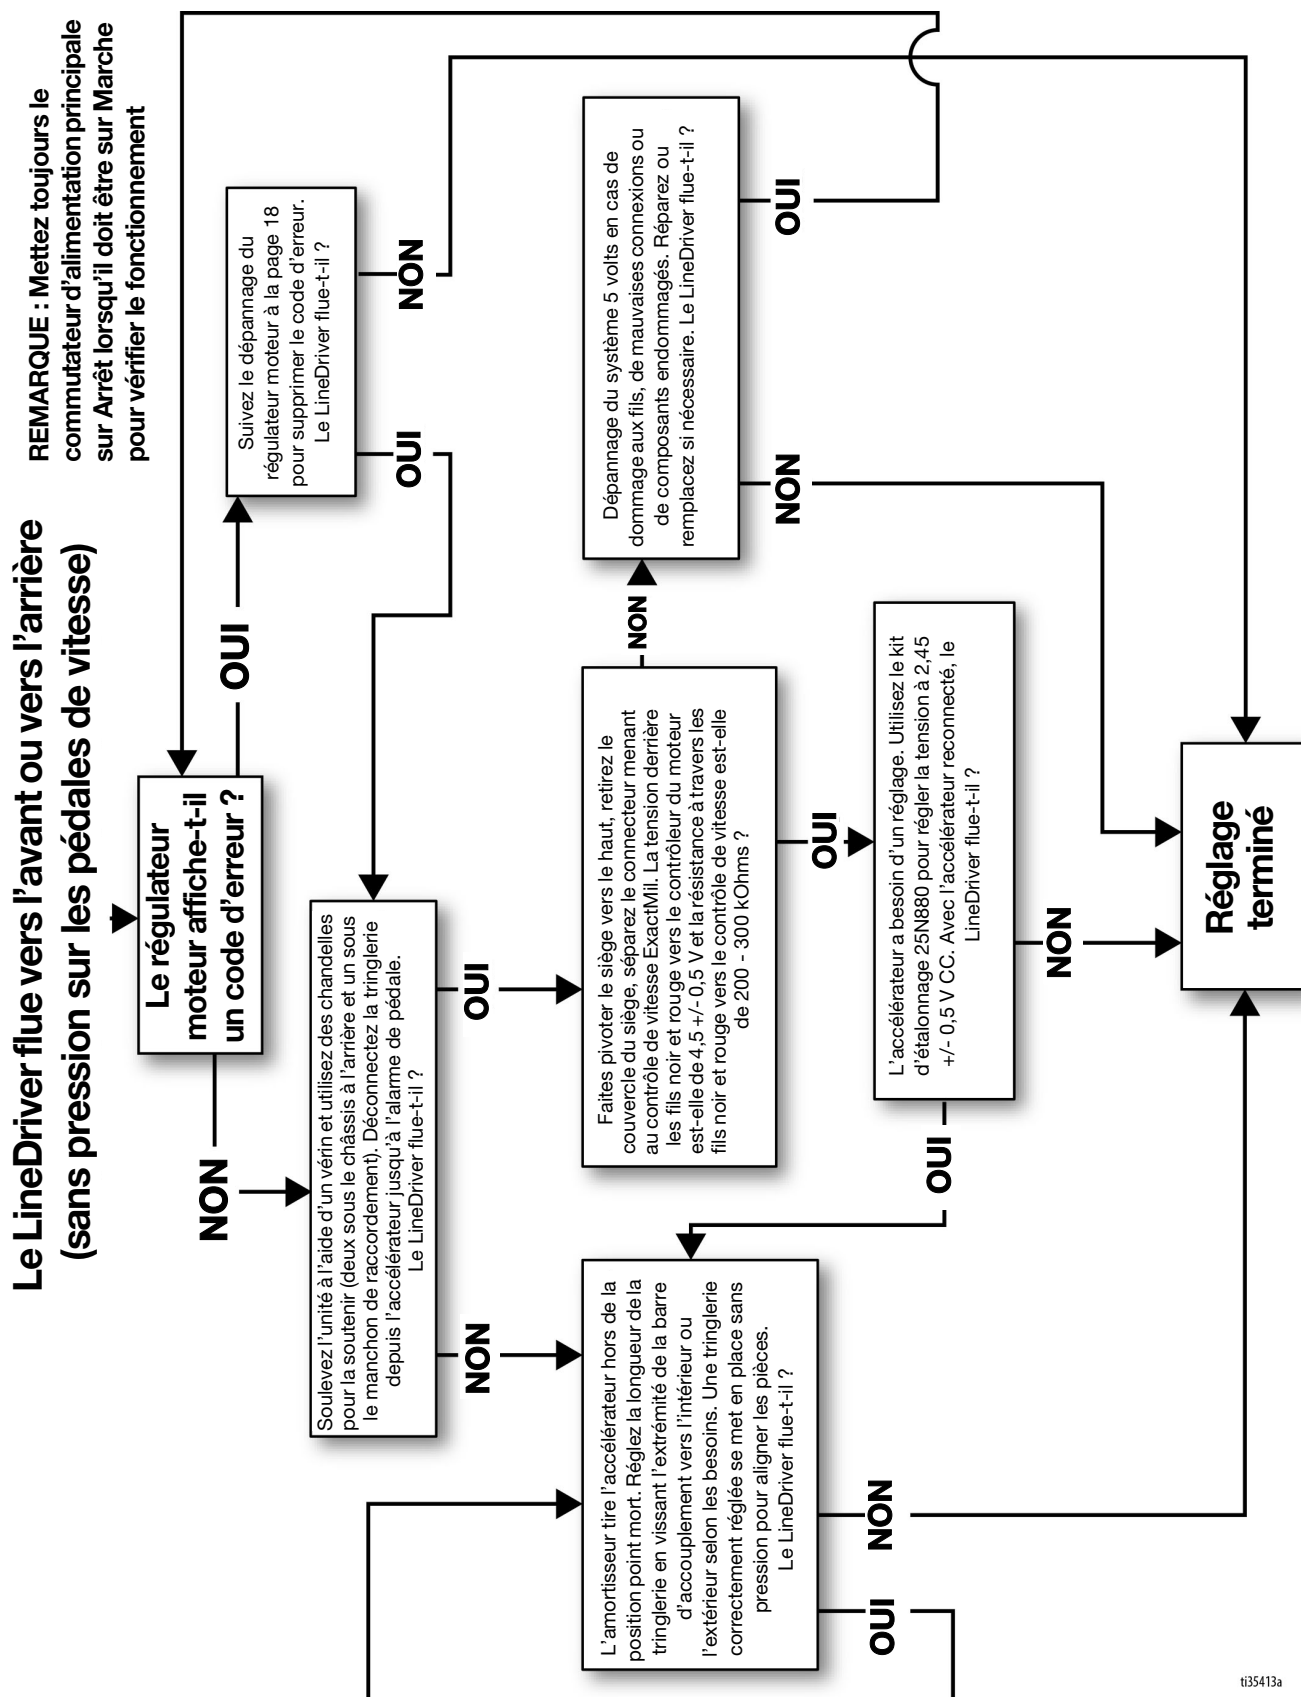 Le LineDriver flue vers l'avant ou vers l'arrière
(sans pression sur les pédales de vitesse)
REMARQUE : Mettez toujours le
commutateur d'alimentation principale
sur Arrêt lorsqu'il doit être sur Marche
pour vérifier le fonctionnement
Le régulateur
moteur affiche-t-il
un code d'erreur ?
OUI
NON
Suivez le dépannage du
régulateur moteur à la page 18
pour supprimer le code d'erreur.
Le LineDriver flue-t-il ?
OUI
NON
Soulevez l'unité à l'aide d'un vérin et utilisez des chandelles
pour la soutenir (deux sous le châssis à l'arrière et un sous
le manchon de raccordement). Déconnectez la tringlerie
depuis l'accélérateur jusqu'à l'alarme de pédale.
Le LineDriver flue-t-il ?
NON
OUI
Faites pivoter le siège vers le haut, retirez le
couvercle du siège, séparez le connecteur menant
au contrôle de vitesse ExactMil. La tension derrière
les fils noir et rouge vers le contrôleur du moteur
est-elle de 4,5 +/- 0,5 V et la résistance à travers les
fils noir et rouge vers le contrôle de vitesse est-elle
de 200 - 300 kOhms ?
NON
OUI
Dépannage du système 5 volts en cas de
dommage aux fils, de mauvaises connexions ou
de composants endommagés. Réparez ou
remplacez si nécessaire. Le LineDriver flue-t-il ?
NON
OUI
L'amortisseur tire l'accélérateur hors de la
position point mort. Réglez la longueur de la
tringlerie en vissant l'extrémité de la barre
d'accouplement vers l'intérieur ou
l'extérieur selon les besoins. Une tringlerie
correctement réglée se met en place sans
pression pour aligner les pièces.
Le LineDriver flue-t-il ?
OUI
NON
L'accélérateur a besoin d'un réglage. Utilisez le kit
d'étalonnage 25N880 pour régler la tension à 2,45
+/- 0,5 V CC. Avec l'accélérateur reconnecté, le
LineDriver flue-t-il ?
OUI
NON
Réglage
terminé
ti35413a